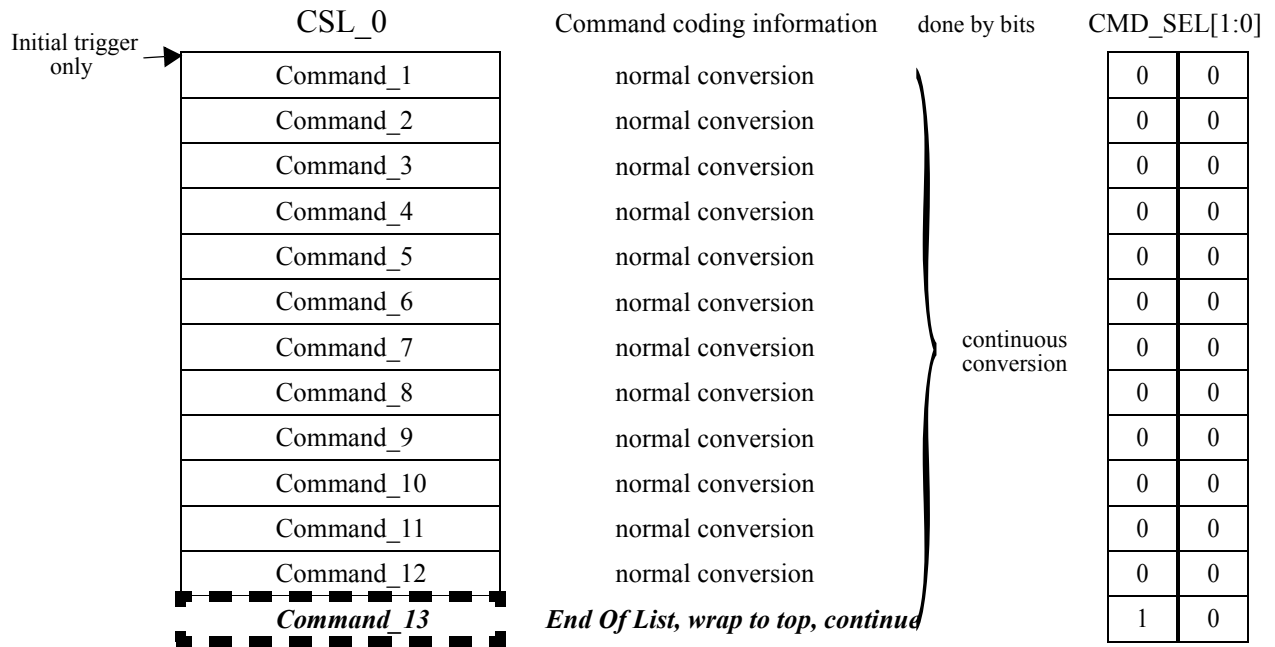 CSL_0 Command coding information done by bits CMD_SEL[1:0]
Initial trigger
only
Command_1 normal conversion 0 0
Command_2 normal conversion 0 0
Command_3 normal conversion 0 0
Command_4 normal conversion 0 0
Command_5 normal conversion 0 0
Command_6 normal conversion 0 0
Command_7 normal conversion 0 0
continuous
conversion
Command_8 normal conversion 0 0
Command_9 normal conversion 0 0
Command_10 normal conversion 0 0
Command_11 normal conversion 0 0
Command_12 normal conversion 0 0
Command_13 End Of List, wrap to top, continue 1 0